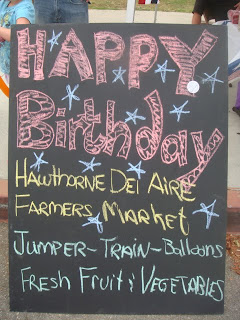 HAPPY
Birthday
HAWTHORNE DEL AIRE
FARMERS MARKET
JUMPER~TRAIN~BAlloons
FRESH FRUIT & VEGETABLES